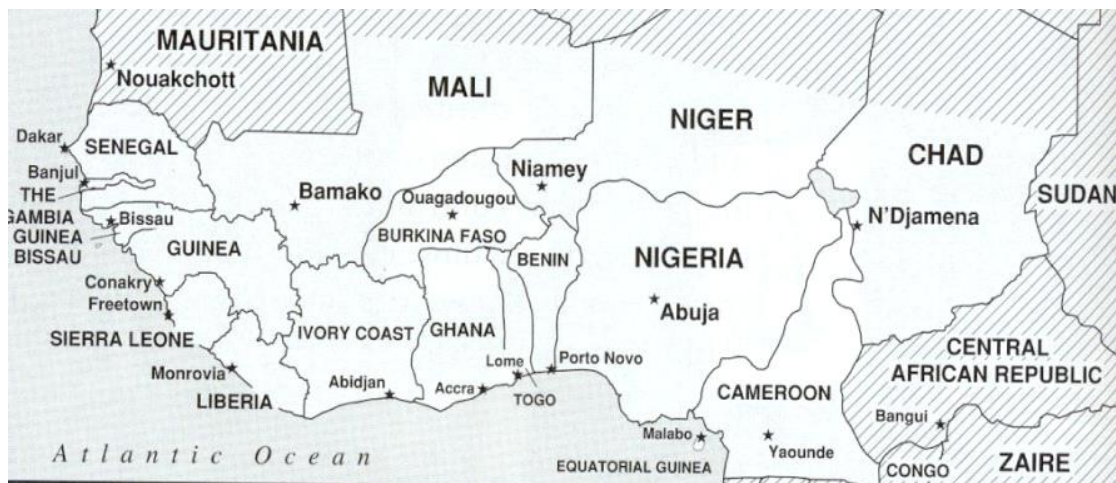 MAURITANIA
Nouakchott
MALI
NIGER
CHAD
SUDAN
Dakar
SENEGAL
Banjul
THE
GAMBIA
Bissau
GUINEA
BISSAU
GUINEA
Bamako
Niamey
Ouagadougou
BURKINA FASO
BENIN
NIGERIA
Abuja
N'Djamena
Conakry
Freetown
SIERRA LEONE
IVORY COAST
GHANA
Monrovia
LIBERIA
Abidjan
Accra
Lome
TOGO
Porto Novo
CAMEROON
CENTRAL
AFRICAN REPUBLIC
Bangui
Malabo
Yaounde
EQUATORIAL GUINEA
CONGO
ZAIRE
Atlantic Ocean